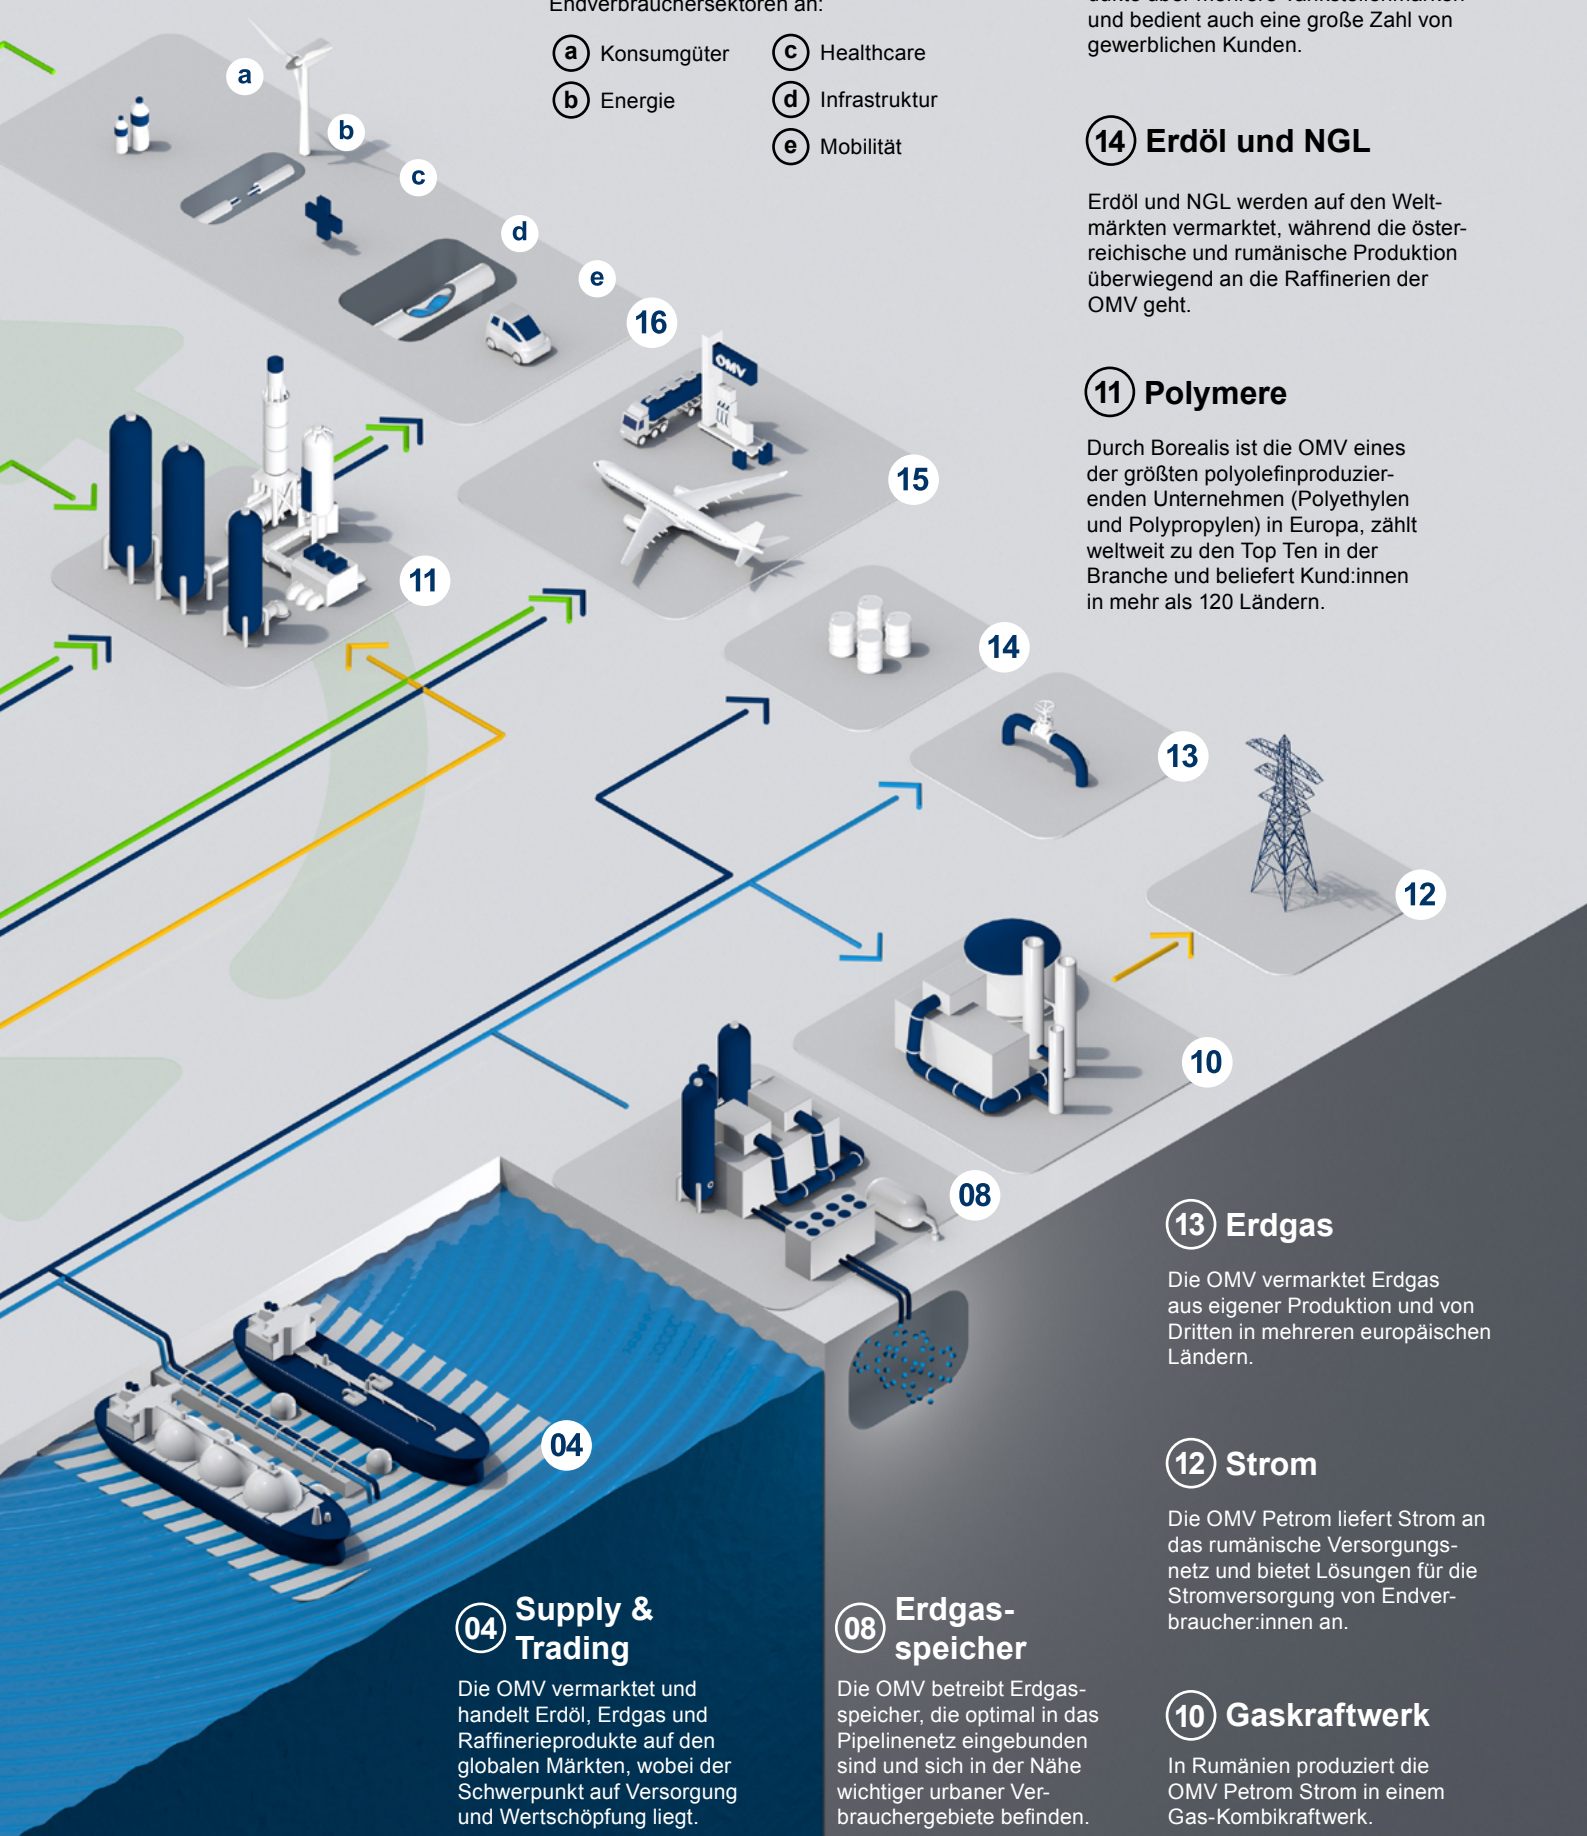 Endverbrauchersektoren an:
a Konsumgüter
b Energie
c Healthcare
d Infrastruktur
e Mobilität
und bedient auch eine große Zahl von
gewerblichen Kunden.
14 Erdöl und NGL
Erdöl und NGL werden auf den Welt-
märkten vermarktet, während die öster-
reichische und rumänische Produktion
überwiegend an die Raffinerien der
OMV geht.
11 Polymere
Durch Borealis ist die OMV eines
der größten polyolefinproduzier-
enden Unternehmen (Polyethylen
und Polypropylen) in Europa, zählt
weltweit zu den Top Ten in der
Branche und beliefert Kund:innen
in mehr als 120 Ländern.
a
b
c
d
e
16
OMV
15
11
14
13
12
10
08
04
13 Erdgas
Die OMV vermarktet Erdgas
aus eigener Produktion und von
Dritten in mehreren europäischen
Ländern.
12 Strom
Die OMV Petrom liefert Strom an
das rumänische Versorgungs-
netz und bietet Lösungen für die
Stromversorgung von Endver-
braucher:innen an.
04 Supply &
Trading
Die OMV vermarktet und
handelt Erdöl, Erdgas und
Raffinerieprodukte auf den
globalen Märkten, wobei der
Schwerpunkt auf Versorgung
und Wertschöpfung liegt.
08 Erdgas-
speicher
Die OMV betreibt Erdgas-
speicher, die optimal in das
Pipelinenetz eingebunden
sind und sich in der Nähe
wichtiger urbaner Ver-
brauchergebiete befinden.
10 Gaskraftwerk
In Rumänien produziert die
OMV Petrom Strom in einem
Gas-Kombikraftwerk.